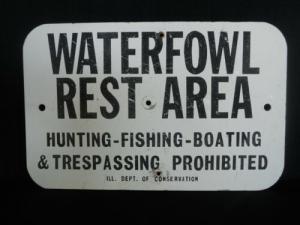 WATERFOWL
REST AREA
HUNTING-FISHING-BOATING
& TRESPASSING PROHIBITED
ILL. DEPT. OF CONSERVATION